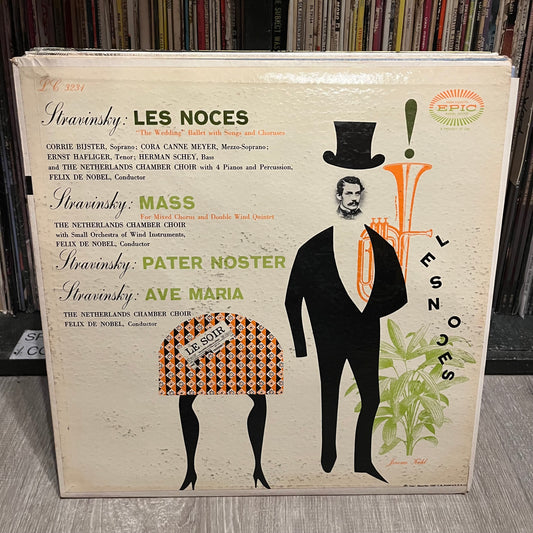 LC 3231
EPIC
Stravinsky: LES NOCES
"The Wedding" Ballet with Songs and Choruses
CORRIE BIJSTER, Soprano; CORA CANNE MEYER, Mezzo-Soprano;
ERNST HAFLIGER, Tenor; HERMAN SCHEY, Bass
and THE NETHERLANDS CHAMBER CHOIR with 4 Pianos and Percussion,
FELIX DE NOBEL, Conductor
Stravinsky: MASS
For Mixed Chorus and Double Wind Quintet
THE NETHERLANDS CHAMBER CHOIR
with Small Orchestra of Wind Instruments,
FELIX DE NOBEL, Conductor
Stravinsky: PATER NOSTER
Stravinsky: AVE MARIA
THE NETHERLANDS CHAMBER CHOIR
FELIX DE NOBEL, Conductor
!
LES NOCES
LE SOIR